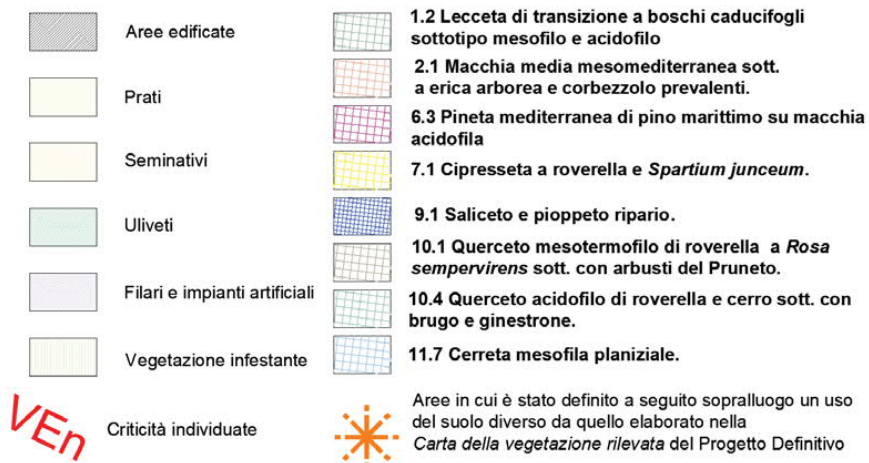 Aree edificate
Prati
Seminativi
Uliveti
Filari e impianti artificiali
Vegetazione infestante
VEn
Criticità individuate
1.2 Lecceta di transizione a boschi caducifogli
sottotipo mesofilo e acidofilo
2.1 Macchia media mesomediterranea sott.
a erica arborea e corbezzolo prevalenti.
6.3 Pineta mediterranea di pino marittimo su macchia
acidofila
7.1 Cipresseta a roverella e Spartium junceum.
9.1 Saliceto e pioppeto ripario.
10.1 Querceto mesotermofilo di roverella a Rosa
sempervirens sott. con arbusti del Pruneto.
10.4 Querceto acidofilo di roverella e cerro sott. con
brugo e ginestrone.
11.7 Cerreta mesofila planiziale.
Aree in cui è stato definito a seguito sopralluogo un uso
del suolo diverso da quello elaborato nella
Carta della vegetazione rilevata del Progetto Definitivo